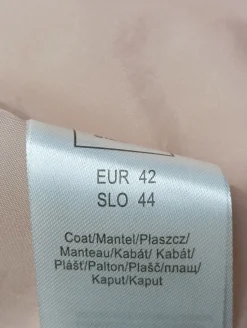 EUR 42
SLO 44
Coat/Mantel/Płaszcz/
Manteau/Kabát/ Kabát/
Plášť/Palton/Plašč/плащ/
Kaput/Kaput